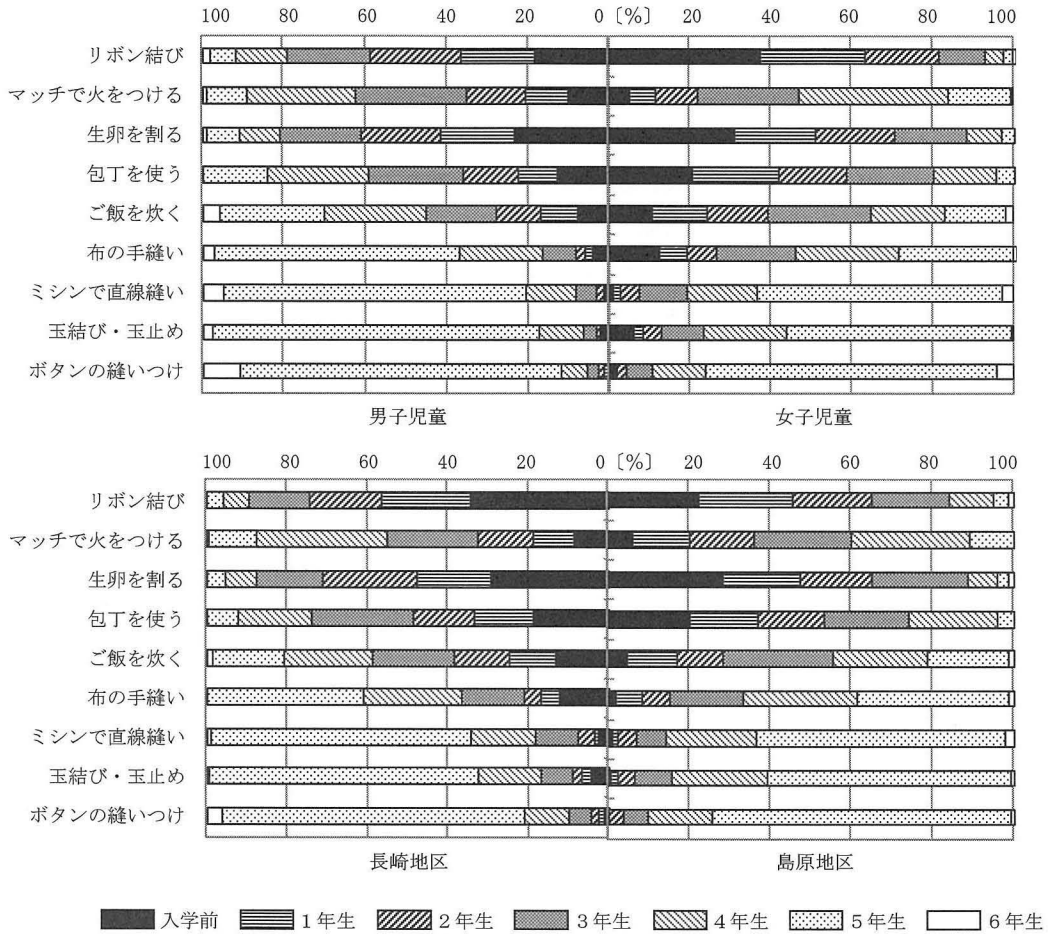 100 80 60 40 20 0 〔%〕 20 40 60 80 100
リボン結び
マッチで火をつける
生卵を割る
包丁を使う
ご飯を炊く
布の手縫い
ミシンで直線縫い
玉結び・玉止め
ボタンの縫いつけ
男子児童 女子児童
100 80 60 40 20 0 〔%〕 20 40 60 80 100
リボン結び
マッチで火をつける
生卵を割る
包丁を使う
ご飯を炊く
布の手縫い
ミシンで直線縫い
玉結び・玉止め
ボタンの縫いつけ
長崎地区 島原地区
入学前 1年生 2年生 3年生 4年生 5年生 6年生